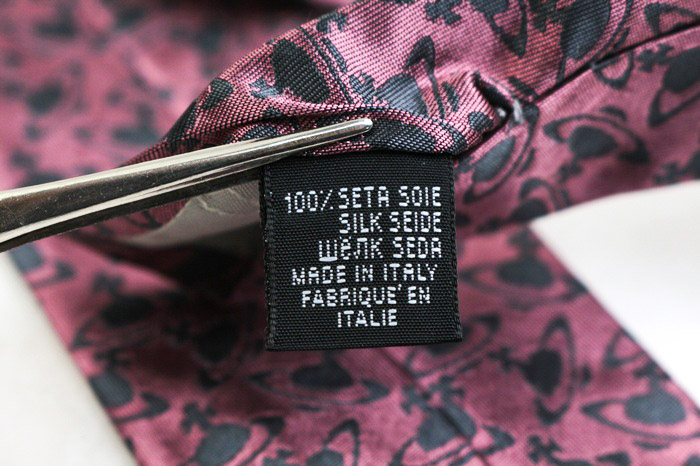 100% SETA SOIE
SILK SEIDE
ШЁЛК SEDA
MADE IN ITALY
FABRIQUE' EN
ITALIE